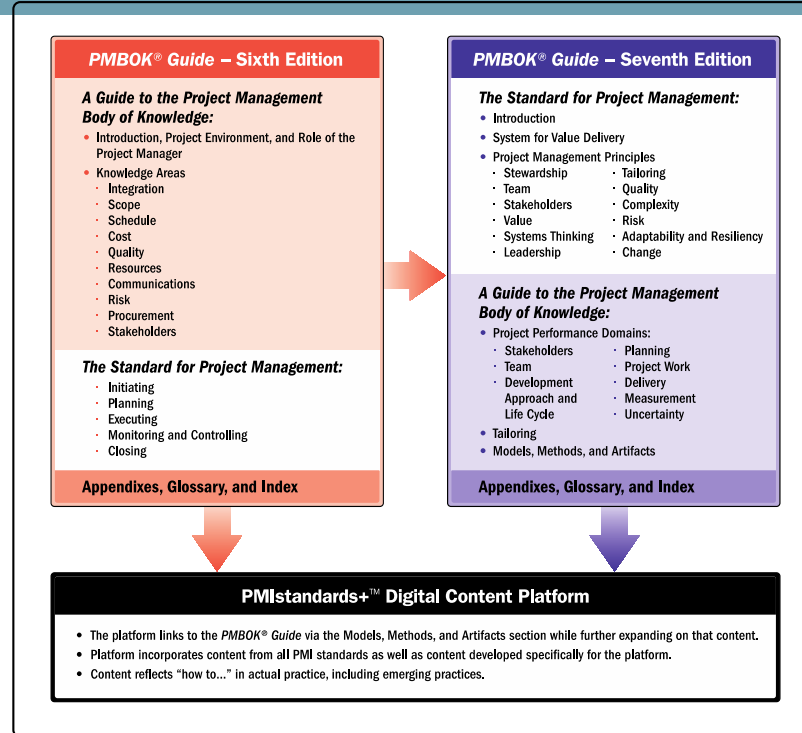 PMBOK® Guide – Sixth Edition
A Guide to the Project Management
Body of Knowledge:
• Introduction, Project Environment, and Role of the
Project Manager
• Knowledge Areas
· Integration
· Scope
· Schedule
· Cost
· Quality
· Resources
· Communications
· Risk
· Procurement
· Stakeholders
The Standard for Project Management:
· Initiating
· Planning
· Executing
· Monitoring and Controlling
· Closing
Appendixes, Glossary, and Index
PMBOK® Guide – Seventh Edition
The Standard for Project Management:
• Introduction
• System for Value Delivery
• Project Management Principles
· Stewardship
· Team
· Stakeholders
· Value
· Systems Thinking
· Leadership
· Tailoring
· Quality
· Complexity
· Risk
· Adaptability and Resiliency
· Change
A Guide to the Project Management
Body of Knowledge:
• Project Performance Domains:
· Stakeholders
· Team
· Development
Approach and
Life Cycle
· Planning
· Project Work
· Delivery
· Measurement
· Uncertainty
• Tailoring
• Models, Methods, and Artifacts
Appendixes, Glossary, and Index
PMIstandards+™ Digital Content Platform
• The platform links to the PMBOK® Guide via the Models, Methods, and Artifacts section while further expanding on that content.
• Platform incorporates content from all PMI standards as well as content developed specifically for the platform.
• Content reflects “how to...” in actual practice, including emerging practices.